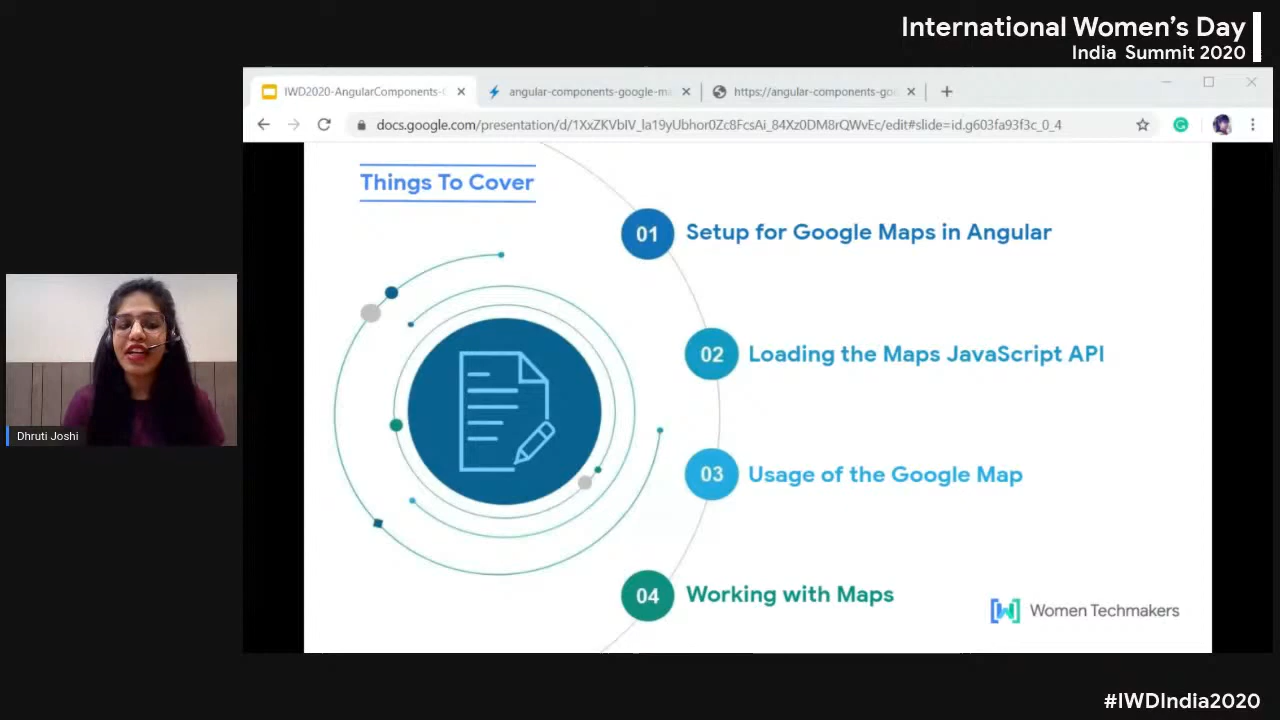 International Women's Day
India Summit 2020
IWD2020-AngularComponents-
angular-components-google-ma
https://angular-components-goo
docs.google.com/presentation/d/1XxZKVbIV_la19yUbhor0Zc8FcsAi_84Xz0DM8rQWvEc/edit#slide=id.g603fa93f3c_0_4
Things To Cover
01 Setup for Google Maps in Angular
02 Loading the Maps JavaScript API
03 Usage of the Google Map
04 Working with Maps
Women Techmakers
Dhruti Joshi
#IWDIndia2020